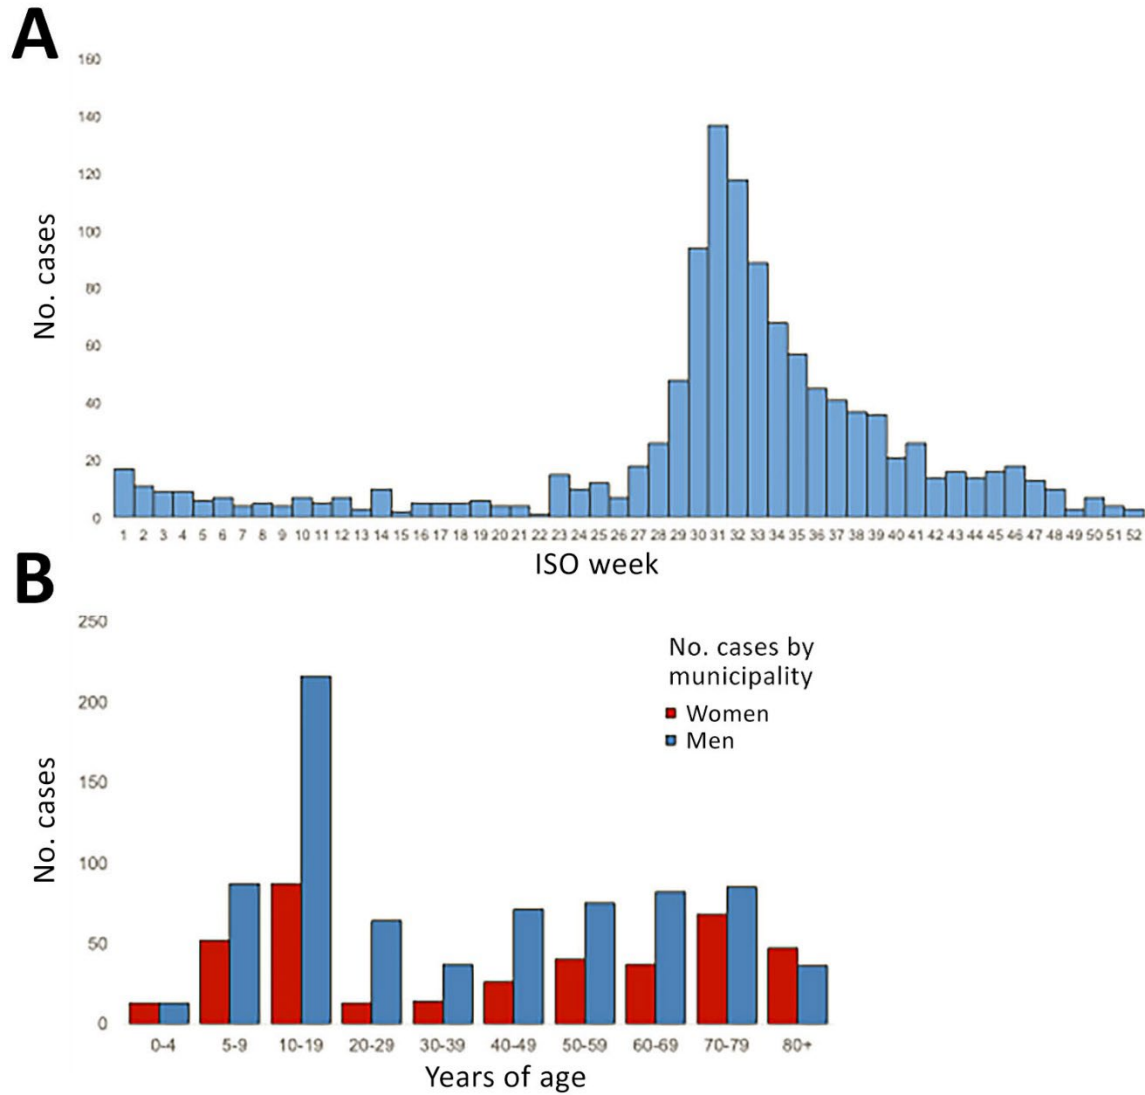 A
160
140
120
100
80
60
40
20
0
No. cases
1 2 3 4 5 6 7 8 9 10 11 12 13 14 15 16 17 18 19 20 21 22 23 24 25 26 27 28 29 30 31 32 33 34 35 36 37 38 39 40 41 42 43 44 45 46 47 48 49 50 51 52
ISO week
B
250
200
150
100
50
0
No. cases
No. cases by
municipality
Women
Men
0-4 5-9 10-19 20-29 30-39 40-49 50-59 60-69 70-79 80+
Years of age